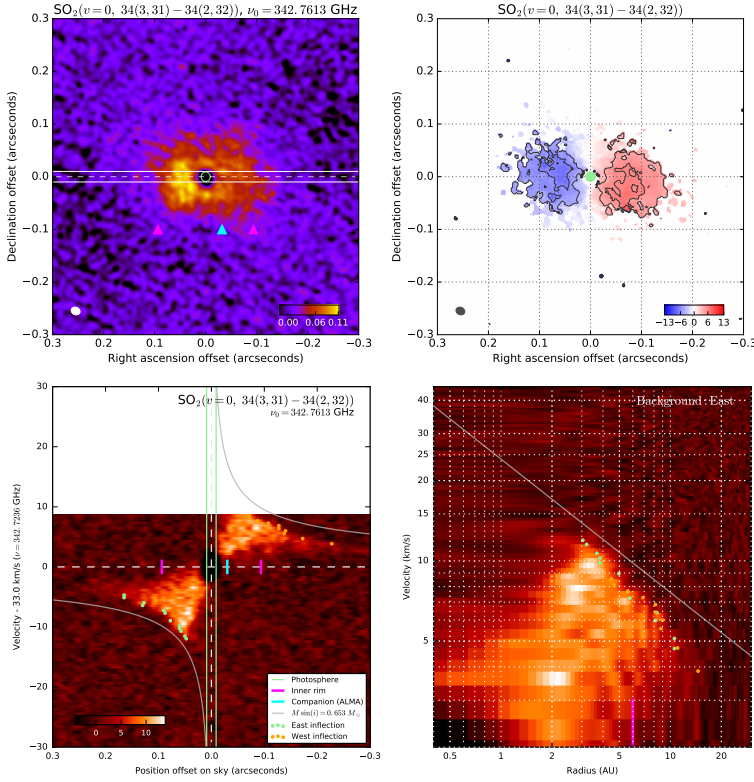 SO₂(v=0, 34(3,31)−34(2,32)), ν₀=342.7613 GHz
0.3
0.2
0.1
0.0
−0.1
−0.2
−0.3
Declination offset (arcseconds)
0.00 0.06 0.11
0.3 0.2 0.1 0.0 −0.1 −0.2 −0.3
Right ascension offset (arcseconds)
SO₂(v=0, 34(3,31)−34(2,32))
0.3
0.2
0.1
0.0
−0.1
−0.2
−0.3
Declination offset (arcseconds)
−13 −6 0 6 13
0.3 0.2 0.1 0.0 −0.1 −0.2 −0.3
Right ascension offset (arcseconds)
SO₂(v=0, 34(3,31)−34(2,32))
ν₀=342.7613 GHz
30
20
10
0
−10
−20
−30
Velocity - 33.0 km/s (ν=342.7236 GHz)
0 5 10
Photosphere
Inner rim
Companion (ALMA)
M sin(i)=0.653 M☉
East inflection
West inflection
0.3 0.2 0.1 0.0 −0.1 −0.2 −0.3
Position offset on sky (arcseconds)
Background: East
45
35
30
25
20
15
10
5
Velocity (km/s)
0.5 1 2 5 10 20
Radius (AU)